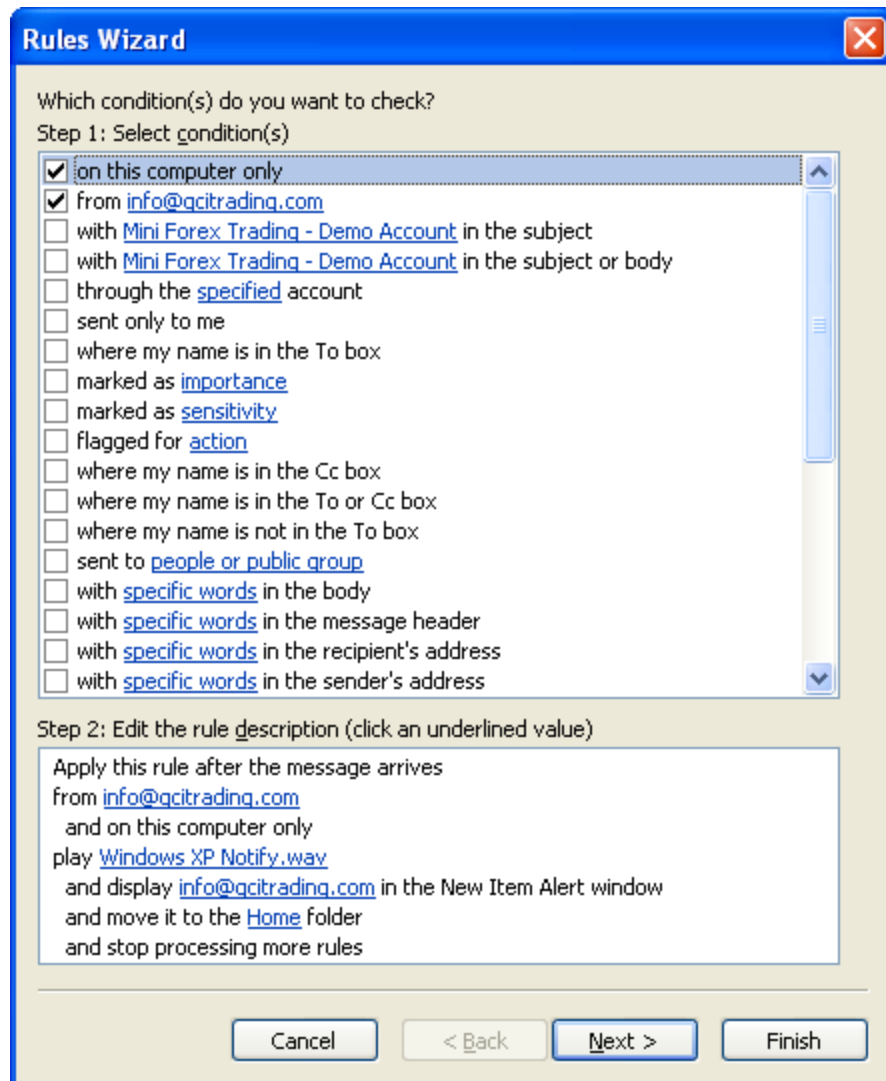 Rules Wizard
Which condition(s) do you want to check?
Step 1: Select condition(s)
on this computer only
from info@gcitrading.com
with Mini Forex Trading - Demo Account in the subject
with Mini Forex Trading - Demo Account in the subject or body
through the specified account
sent only to me
where my name is in the To box
marked as importance
marked as sensitivity
flagged for action
where my name is in the Cc box
where my name is in the To or Cc box
where my name is not in the To box
sent to people or public group
with specific words in the body
with specific words in the message header
with specific words in the recipient's address
with specific words in the sender's address
Step 2: Edit the rule description (click an underlined value)
Apply this rule after the message arrives
from info@gcitrading.com
and on this computer only
play Windows XP Notify.wav
and display info@gcitrading.com in the New Item Alert window
and move it to the Home folder
and stop processing more rules
Cancel < Back Next > Finish